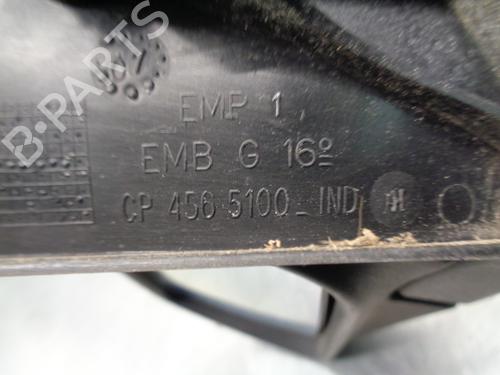 EMP 1
EMB G 16º
CP 456 5100_IND H
B-PARTS